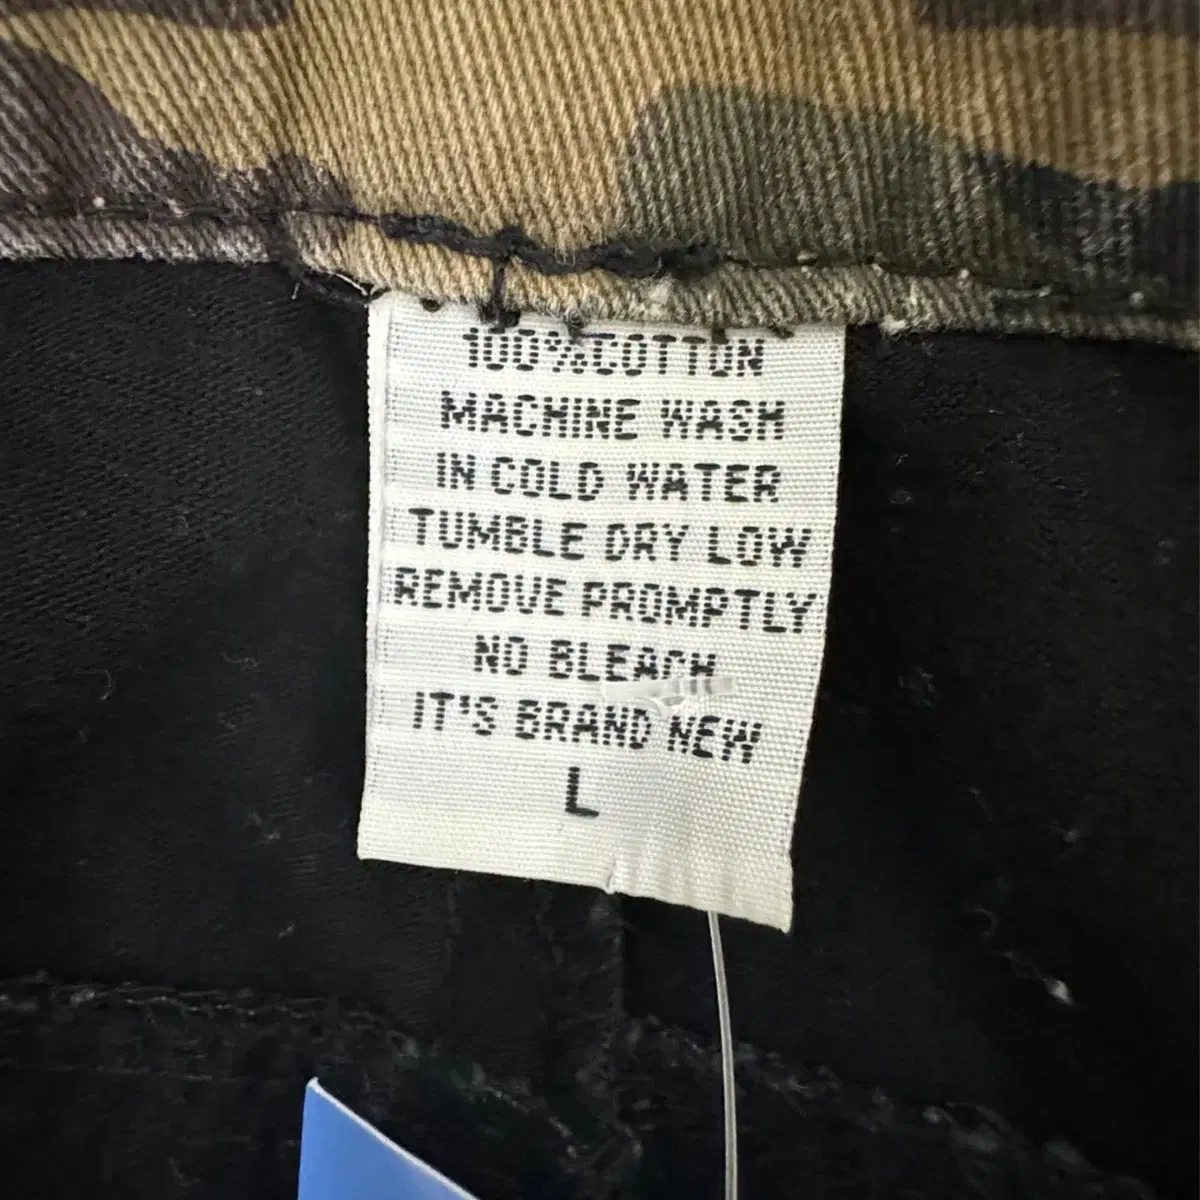 100%COTTON
MACHINE WASH
IN COLD WATER
TUMBLE DRY LOW
REMOVE PROMPTLY
NO BLEACH
IT'S BRAND NEW
L